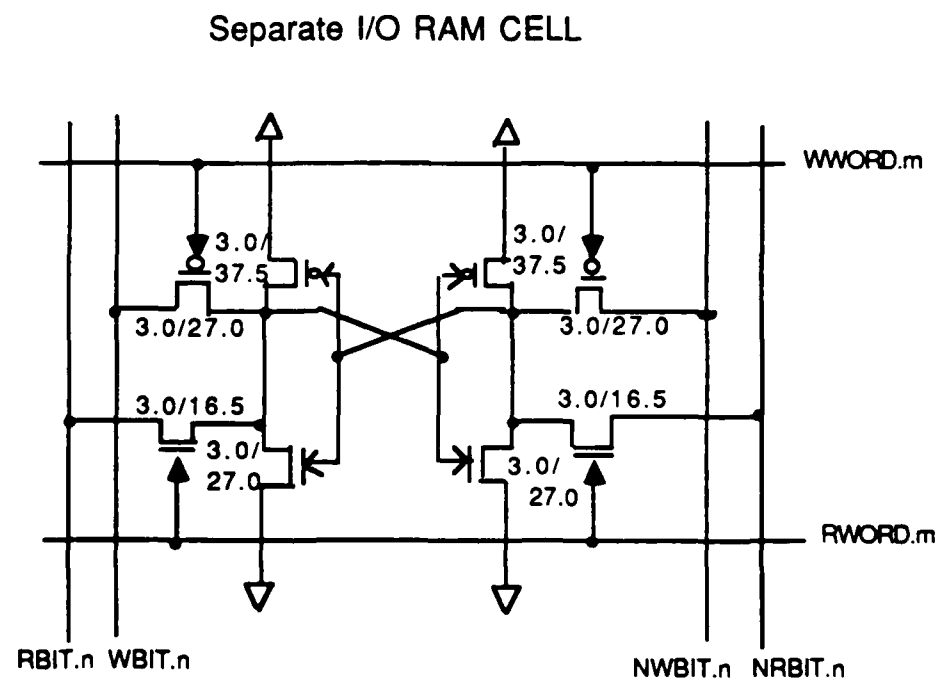 Separate I/O RAM CELL
WWORD.m
3.0/
37.5
3.0/
37.5
3.0/27.0
3.0/27.0
3.0/16.5
3.0/16.5
3.0/
27.0
3.0/
27.0
RWORD.m
RBIT.n WBIT.n
NWBIT.n NRBIT.n